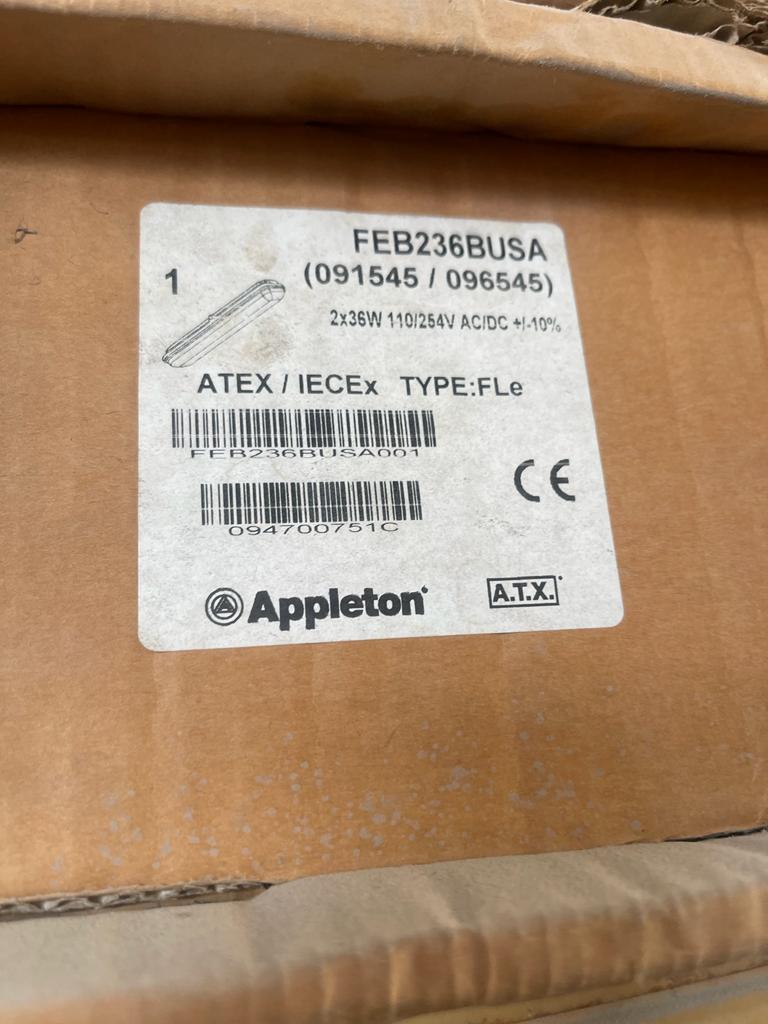 FEB236BUSA
1
(091545 / 096545)
2x36W 110/254V AC/DC +/-10%
ATEX / IECEx TYPE:FLe
FEB236BUSA001
CE
094700751C
Appleton
A.T.X.